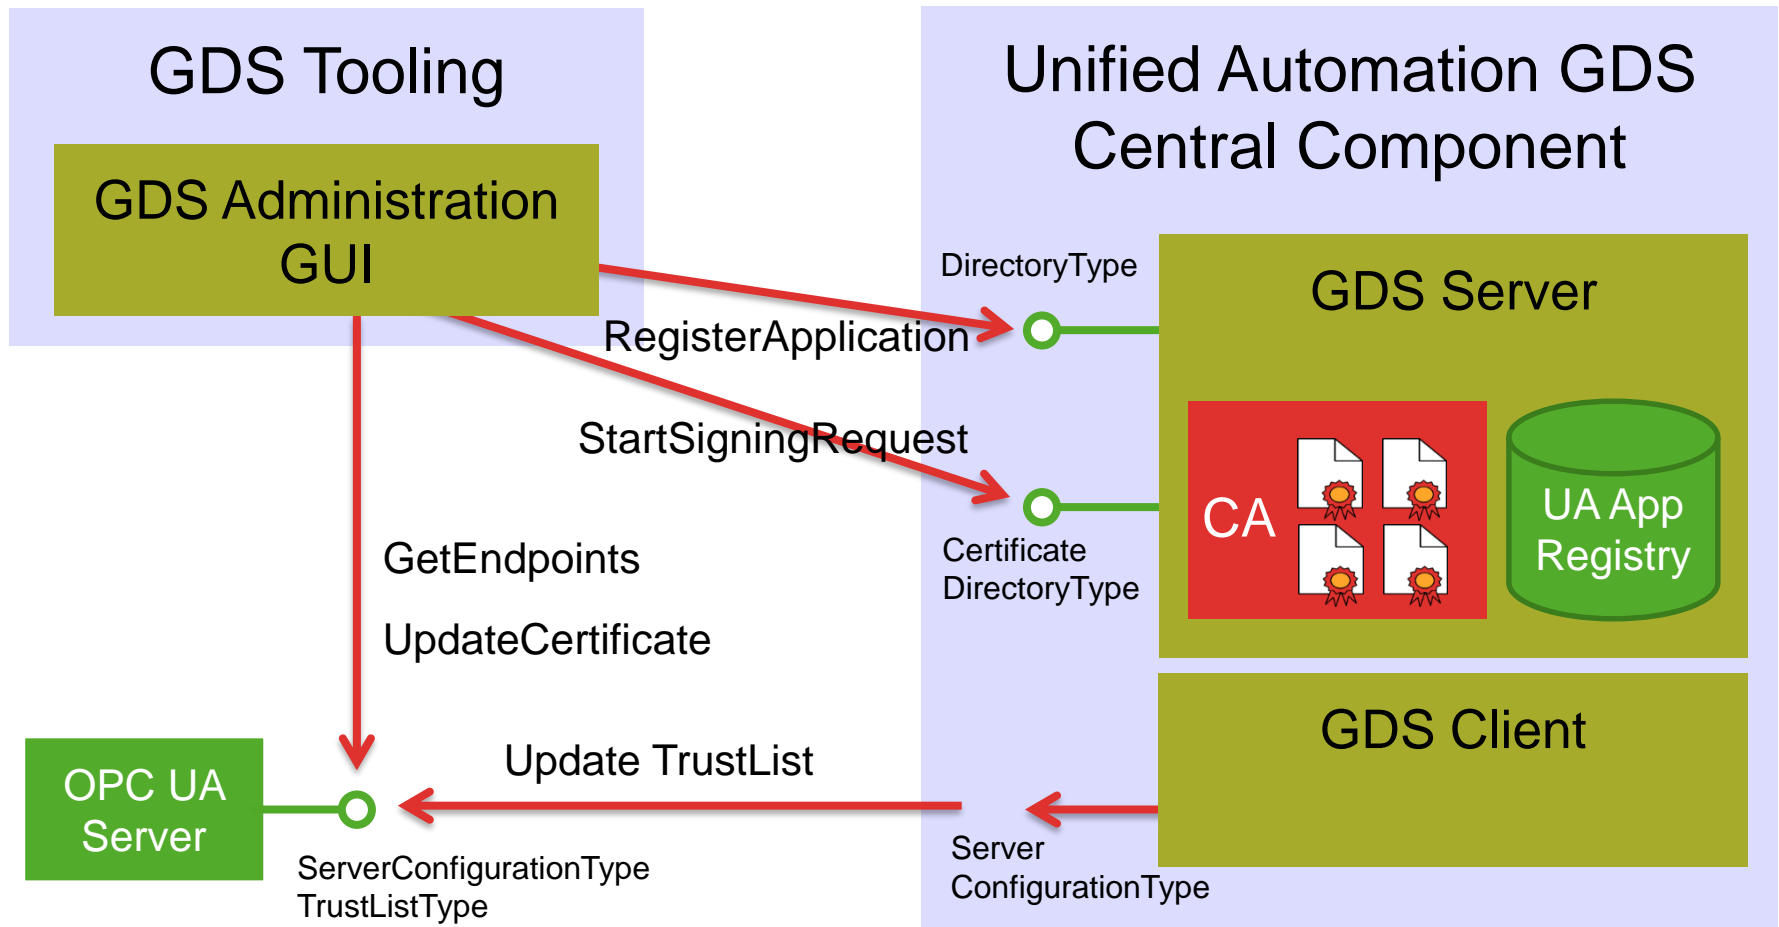 GDS Tooling
GDS Administration
GUI
Unified Automation GDS
Central Component
DirectoryType
GDS Server
RegisterApplication
StartSigningRequest
CA
UA App
Registry
Certificate
DirectoryType
GetEndpoints
UpdateCertificate
GDS Client
Update TrustList
OPC UA
Server
ServerConfigurationType
TrustListType
Server
ConfigurationType